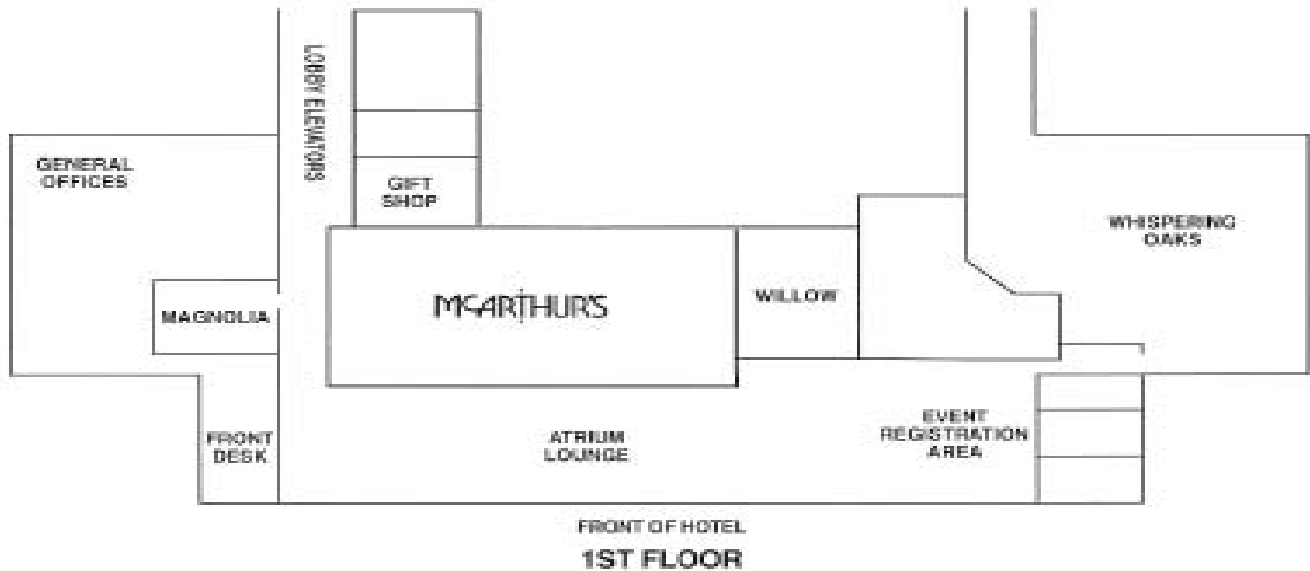 LOBBY ELEVATORS
GENERAL
OFFICES
GIFT
SHOP
WHISPERING
OAKS
MAGNOLIA
McARTHUR'S
WILLOW
FRONT
DESK
ATRIUM
LOUNGE
EVENT
REGISTRATION
AREA
FRONT OF HOTEL
1ST FLOOR